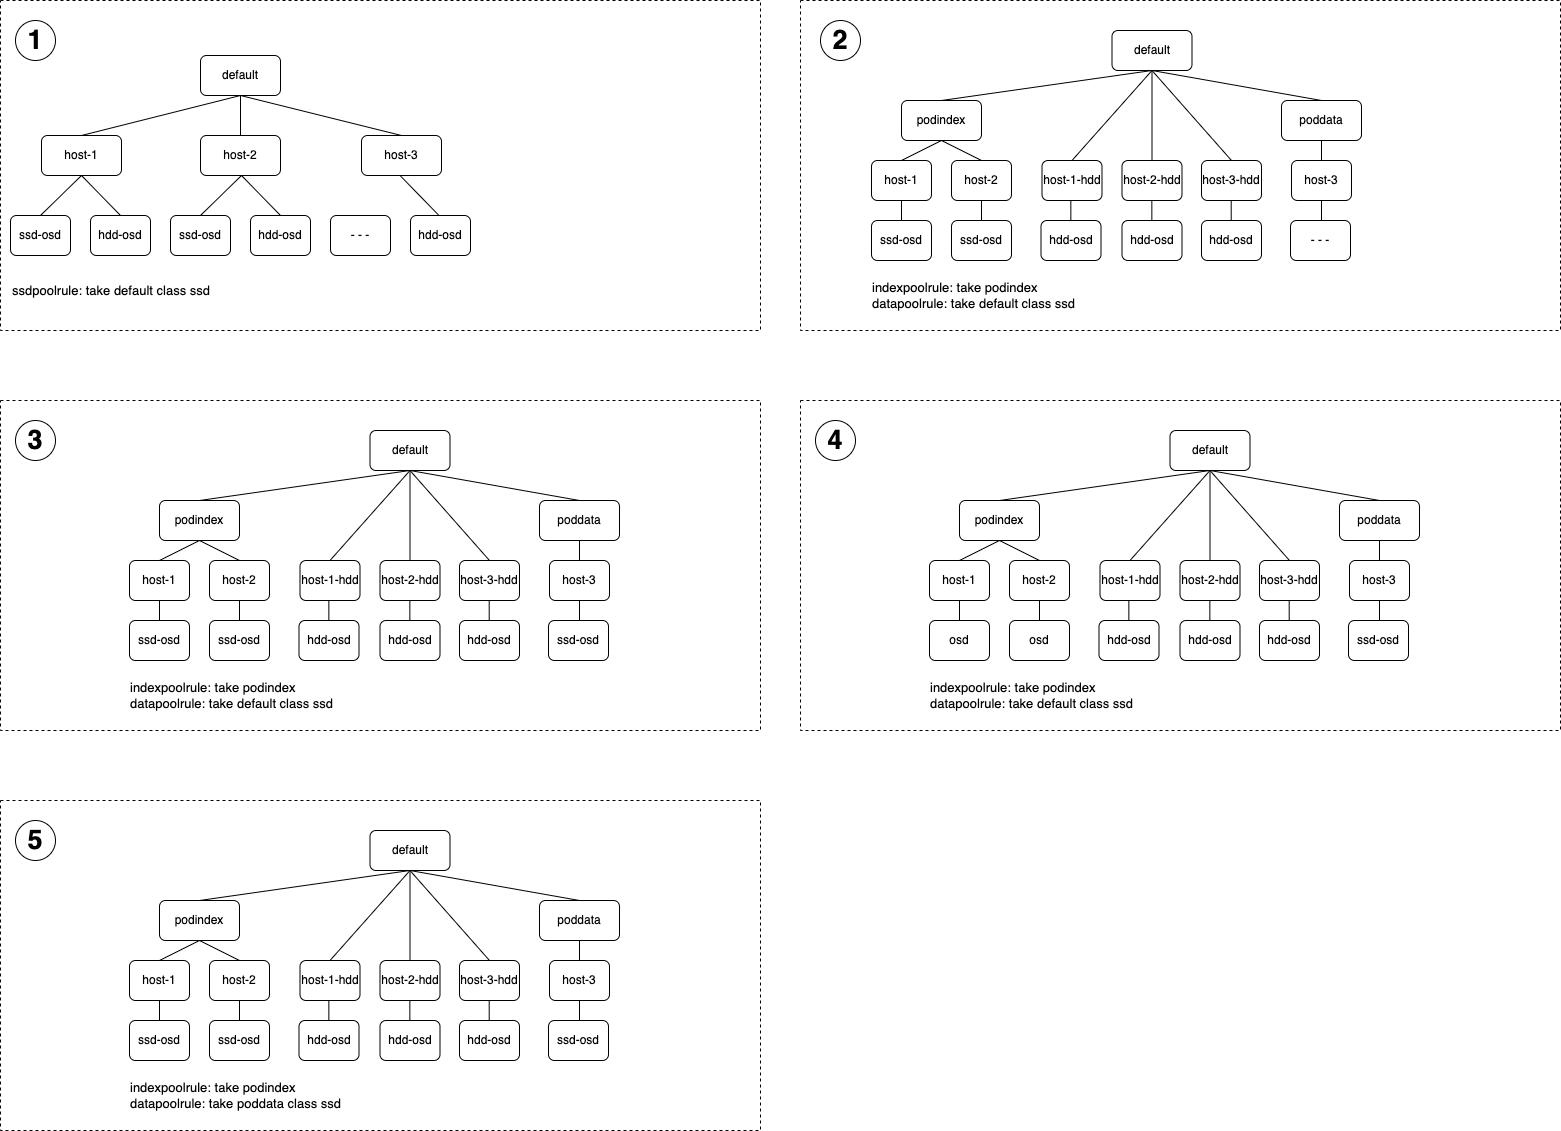 1
default
host-1 host-2 host-3
ssd-osd hdd-osd ssd-osd hdd-osd - - - hdd-osd
ssdpoolrule: take default class ssd
2
default
podindex poddata
host-1 host-2 host-1-hdd host-2-hdd host-3-hdd host-3
ssd-osd ssd-osd hdd-osd hdd-osd hdd-osd - - -
indexpoolrule: take podindex
datapoolrule: take default class ssd
3
default
podindex poddata
host-1 host-2 host-1-hdd host-2-hdd host-3-hdd host-3
ssd-osd ssd-osd hdd-osd hdd-osd hdd-osd ssd-osd
indexpoolrule: take podindex
datapoolrule: take default class ssd
4
default
podindex poddata
host-1 host-2 host-1-hdd host-2-hdd host-3-hdd host-3
osd osd hdd-osd hdd-osd hdd-osd ssd-osd
indexpoolrule: take podindex
datapoolrule: take default class ssd
5
default
podindex poddata
host-1 host-2 host-1-hdd host-2-hdd host-3-hdd host-3
ssd-osd ssd-osd hdd-osd hdd-osd hdd-osd ssd-osd
indexpoolrule: take podindex
datapoolrule: take poddata class ssd